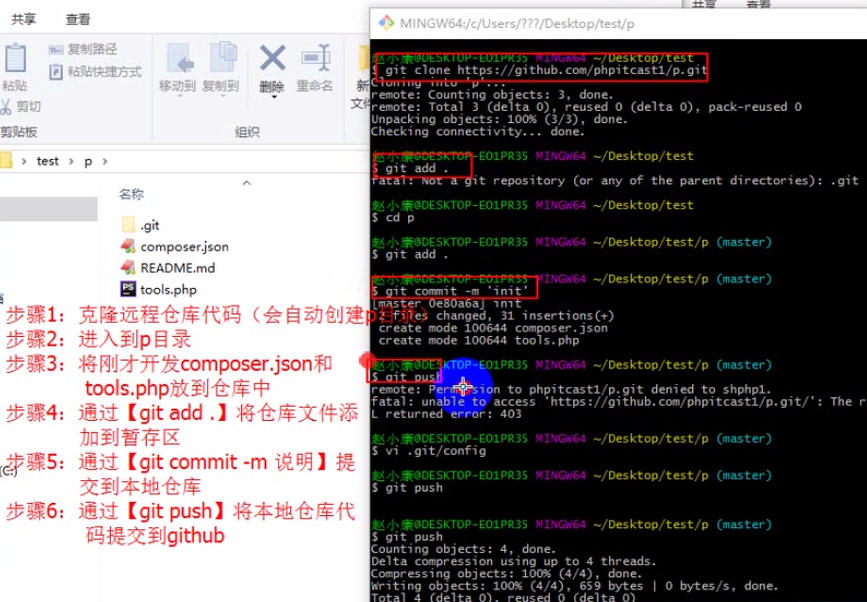 共享 查看
共享 查看
MINGW64:/c/Users/???/Desktop/test/p
复制路径
粘贴快捷方式
粘贴
剪切
移动到 复制到 删除 重命名
新
文件
剪贴板 组织
test > p >
名称
.git
composer.json
README.md
tools.php
步骤1：克隆远程仓库代码（会自动创建p目录）
步骤2：进入到p目录
步骤3：将刚才开发composer.json和
tools.php放到仓库中
步骤4：通过【git add .】将仓库文件添
加到暂存区
步骤5：通过【git commit -m 说明】提
交到本地仓库
步骤6：通过【git push】将本地仓库代
码提交到github
(C:)
赵小康@DESKTOP-EO1PR35 MINGW64 ~/Desktop/test
$ git clone https://github.com/phpitcast1/p.git
Cloning into 'p'...
remote: Counting objects: 3, done.
remote: Total 3 (delta 0), reused 0 (delta 0), pack-reused 0
Unpacking objects: 100% (3/3), done.
Checking connectivity... done.
赵小康@DESKTOP-EO1PR35 MINGW64 ~/Desktop/test
$ git add .
fatal: Not a git repository (or any of the parent directories): .git
赵小康@DESKTOP-EO1PR35 MINGW64 ~/Desktop/test
$ cd p
赵小康@DESKTOP-EO1PR35 MINGW64 ~/Desktop/test/p (master)
$ git add .
赵小康@DESKTOP-EO1PR35 MINGW64 ~/Desktop/test/p (master)
$ git commit -m 'init'
[master 0e80a6a] init
2 files changed, 31 insertions(+)
create mode 100644 composer.json
create mode 100644 tools.php
赵小康@DESKTOP-EO1PR35 MINGW64 ~/Desktop/test/p (master)
$ git push
remote: Permission to phpitcast1/p.git denied to shphp1.
fatal: unable to access 'https://github.com/phpitcast1/p.git/': The r
L returned error: 403
赵小康@DESKTOP-EO1PR35 MINGW64 ~/Desktop/test/p (master)
$ vi .git/config
赵小康@DESKTOP-EO1PR35 MINGW64 ~/Desktop/test/p (master)
$ git push
赵小康@DESKTOP-EO1PR35 MINGW64 ~/Desktop/test/p (master)
$ git push
Counting objects: 4, done.
Delta compression using up to 4 threads.
Compressing objects: 100% (4/4), done.
Writing objects: 100% (4/4), 659 bytes | 0 bytes/s, done.
Total 4 (delta 0), reused 0 (delta 0)